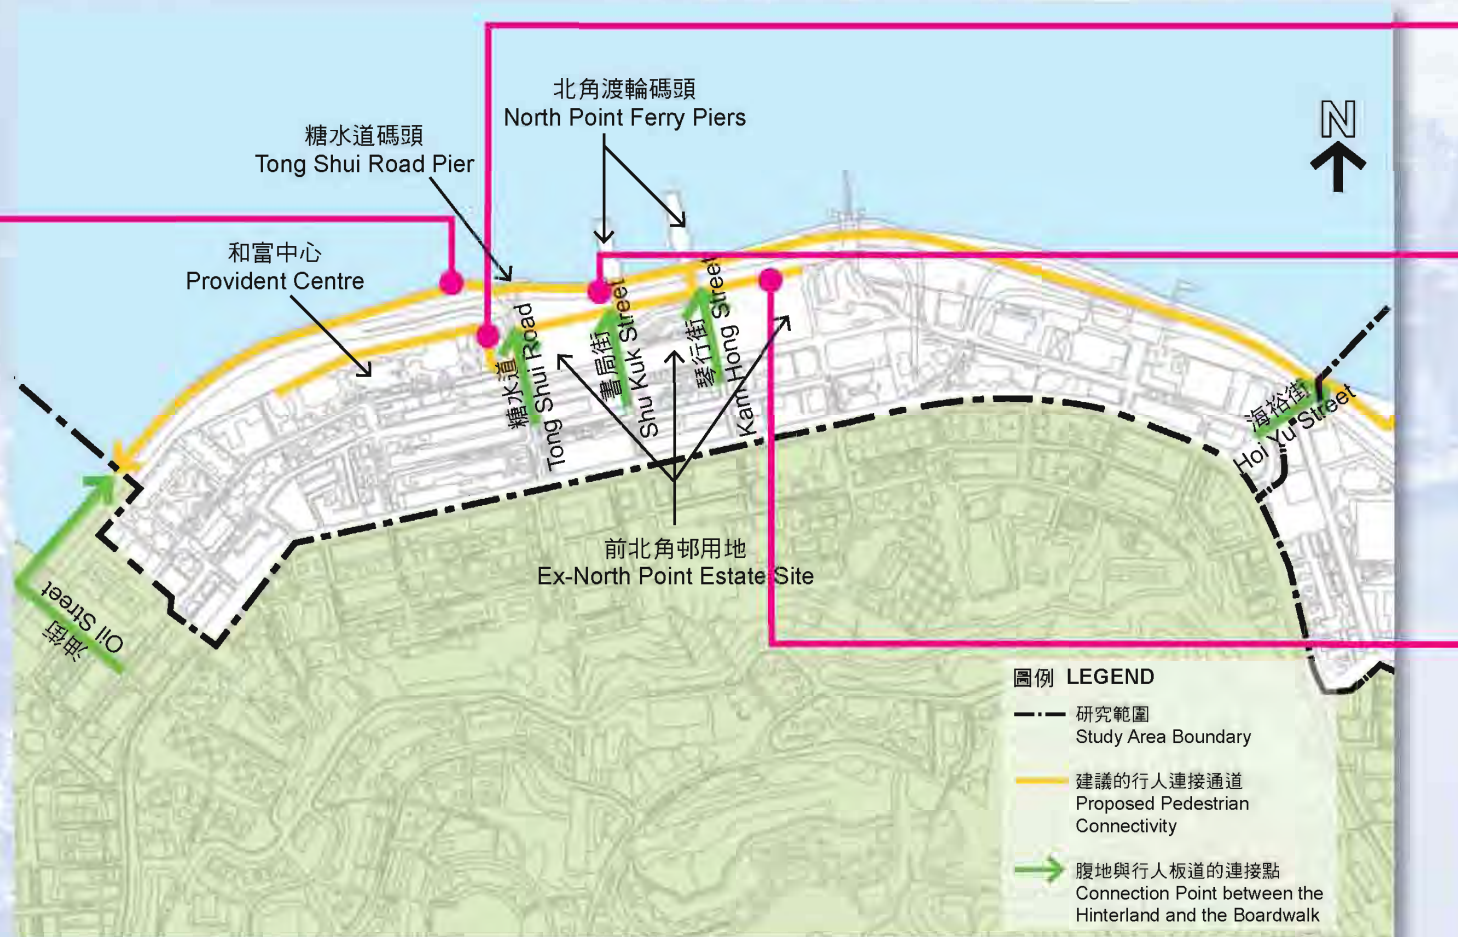 北角渡輪碼頭
North Point Ferry Piers
糖水道碼頭
Tong Shui Road Pier
N
和富中心
Provident Centre
糖水道
Tong Shui Road
書局街
Shu Kuk Street
琴行街
Kam Hong Street
海裕街
Hoi Yu Street
前北角邨用地
Ex-North Point Estate Site
Oil Street
油街
圖例 LEGEND
研究範圍
Study Area Boundary
建議的行人連接通道
Proposed Pedestrian
Connectivity
腹地與行人板道的連接點
Connection Point between the
Hinterland and the Boardwalk